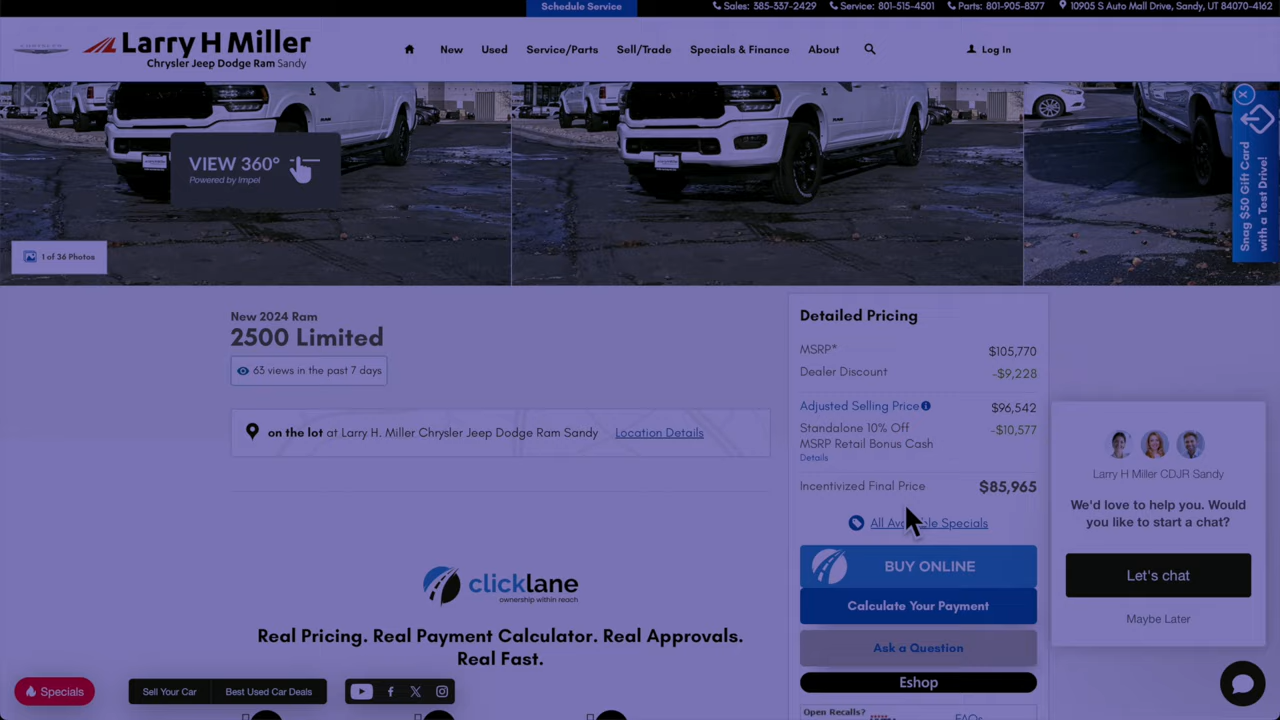 Schedule Service
Sales: 385-337-2429
Service: 801-515-4501
Parts: 801-905-8377
10905 S Auto Mall Drive, Sandy, UT 84070-4162
CHRYSLER
Larry H Miller
Chrysler Jeep Dodge Ram Sandy
New
Used
Service/Parts
Sell/Trade
Specials & Finance
About
Log In
VIEW 360°
Powered by Impel
1 of 36 Photos
Snag $50 Gift Card
with a Test Drive!
New 2024 Ram
2500 Limited
63 views in the past 7 days
on the lot at Larry H. Miller Chrysler Jeep Dodge Ram Sandy Location Details
clicklane
ownership within reach
Real Pricing. Real Payment Calculator. Real Approvals.
Real Fast.
Detailed Pricing
MSRP* $105,770
Dealer Discount -$9,228
Adjusted Selling Price $96,542
Standalone 10% Off -$10,577
MSRP Retail Bonus Cash
Details
Incentivized Final Price $85,965
All Specials
BUY ONLINE
Calculate Your Payment
Ask a Question
Eshop
Open Recalls?
FAQs
Larry H Miller CDJR Sandy
We'd love to help you. Would
you like to start a chat?
Let's chat
Maybe Later
Specials
Sell Your Car
Best Used Car Deals